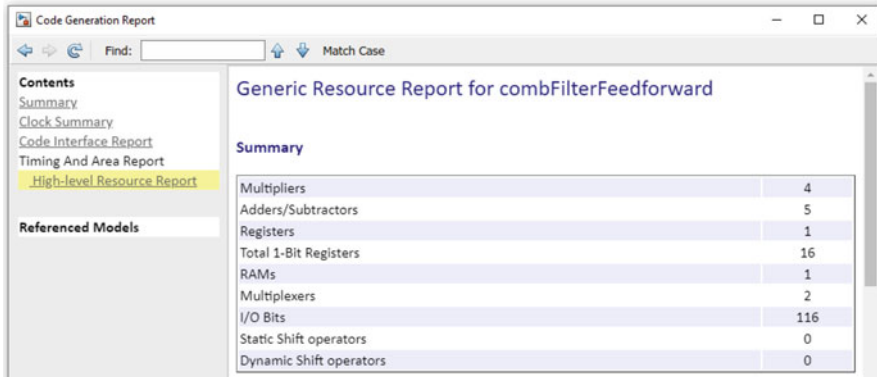 Code Generation Report
Find: Match Case
Contents
Summary
Clock Summary
Code Interface Report
Timing And Area Report
High-level Resource Report
Referenced Models
Generic Resource Report for combFilterFeedforward
Summary
Multipliers 4
Adders/Subtractors 5
Registers 1
Total 1-Bit Registers 16
RAMs 1
Multiplexers 2
I/O Bits 116
Static Shift operators 0
Dynamic Shift operators 0